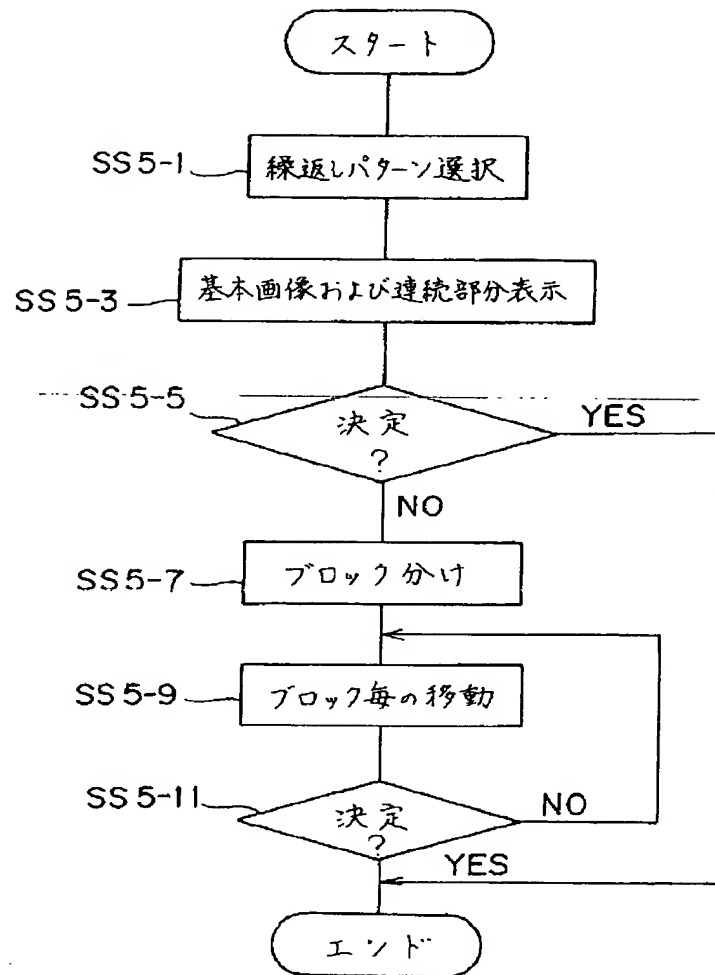 スタート
SS5-1
繰返しパターン選択
SS5-3
基本画像および連続部分表示
SS5-5
決定
?
YES
NO
SS5-7
ブロック分け
SS5-9
ブロック毎の移動
SS5-11
決定
?
NO
YES
エンド